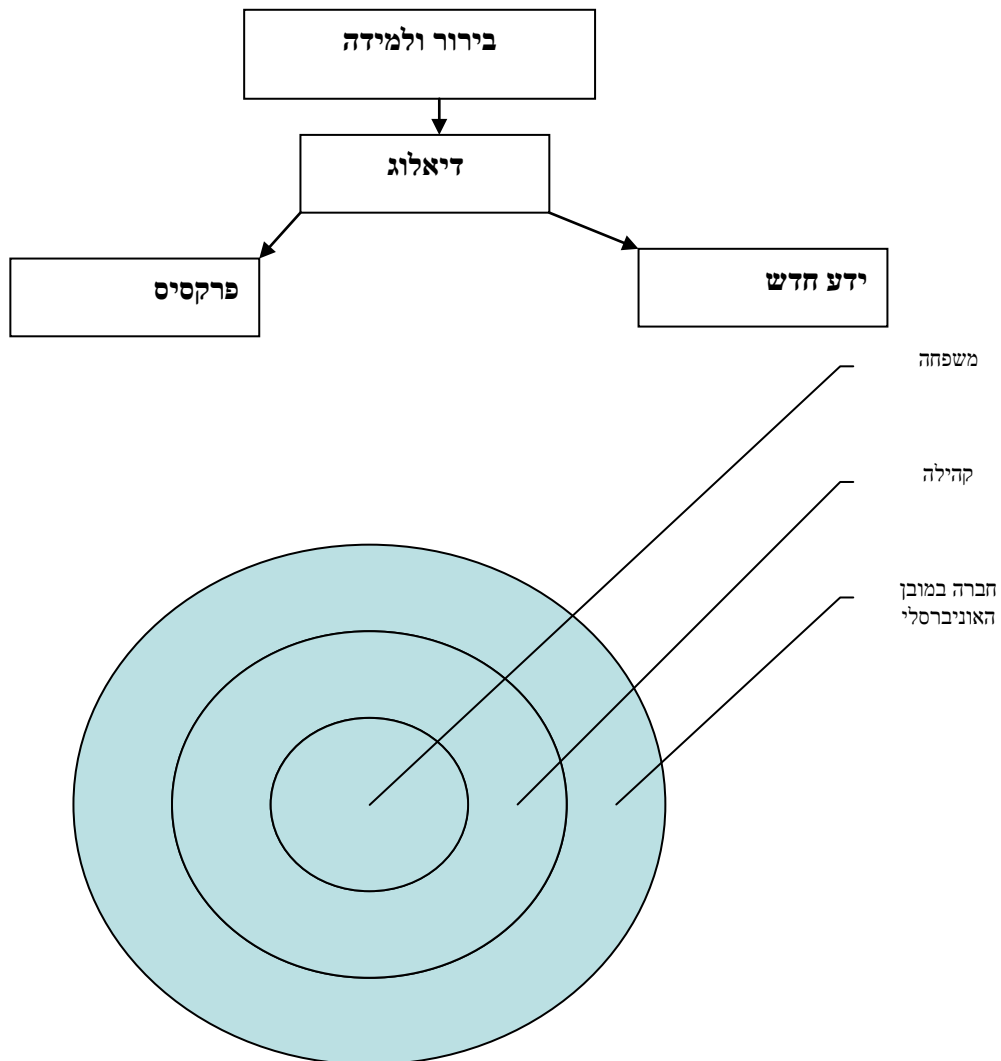 בירור ולמידה
דיאלוג
ידע חדש
פרקסיס
משפחה
קהילה
חברה במובן
האוניברסלי